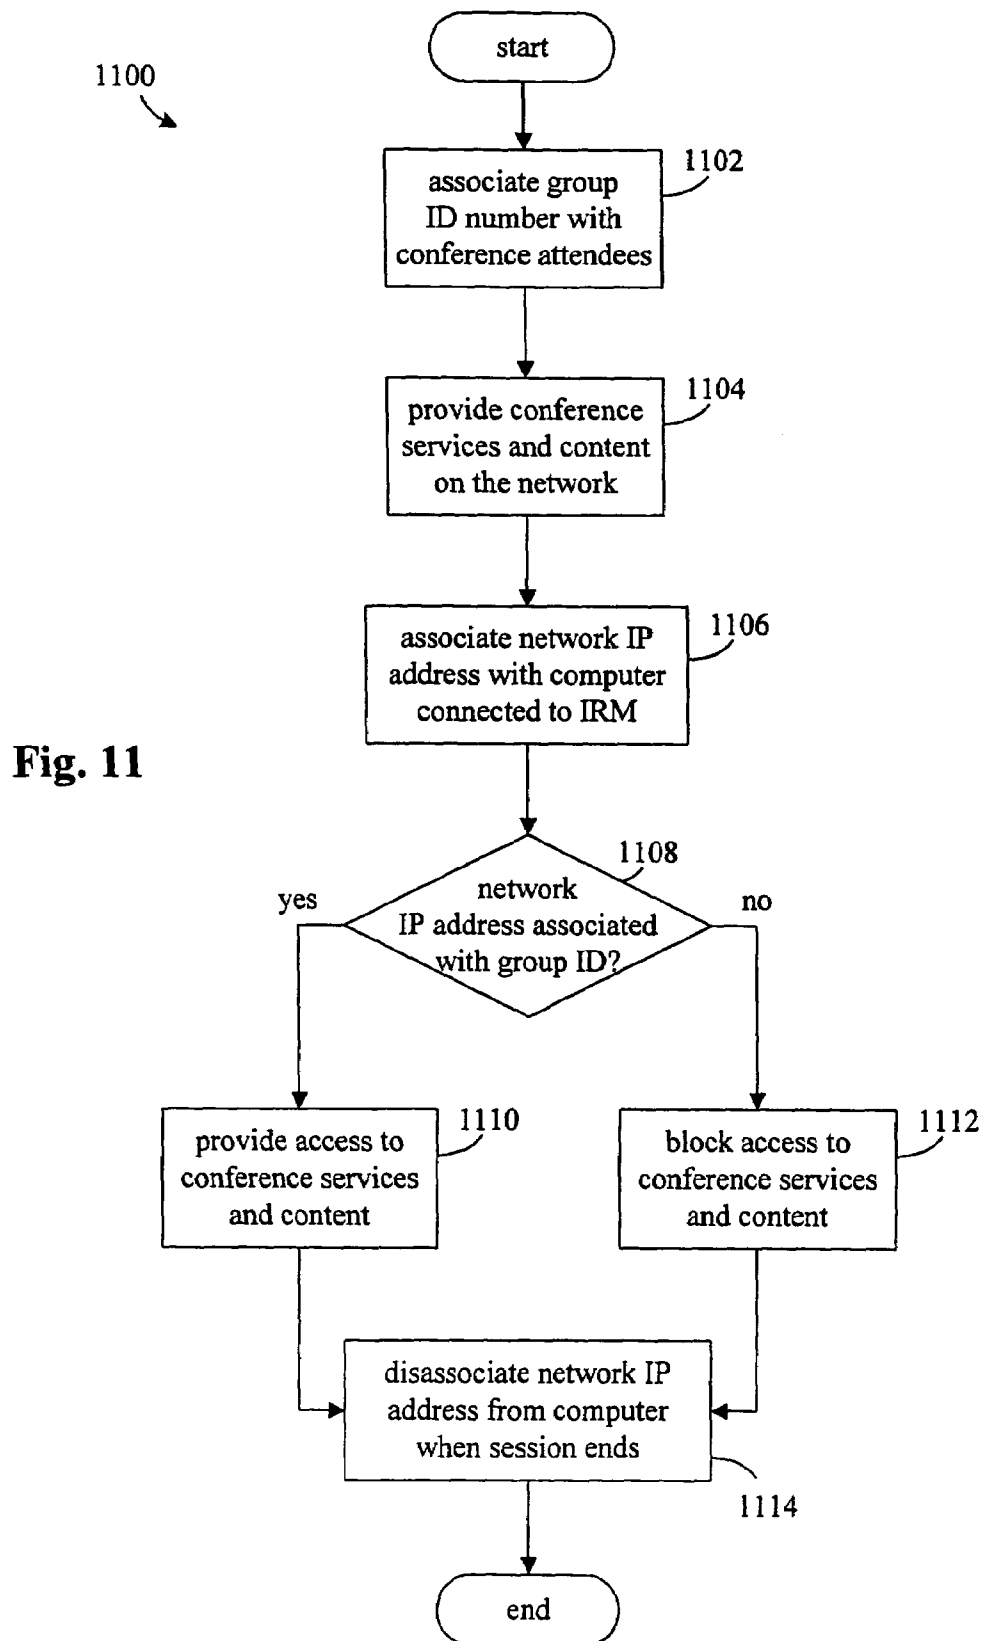 start
1100
1102
associate group
ID number with
conference attendees
1104
provide conference
services and content
on the network
1106
associate network IP
address with computer
connected to IRM
Fig. 11
1108
network
IP address associated
with group ID?
yes
no
1110
provide access to
conference services
and content
1112
block access to
conference services
and content
disassociate network IP
address from computer
when session ends
1114
end